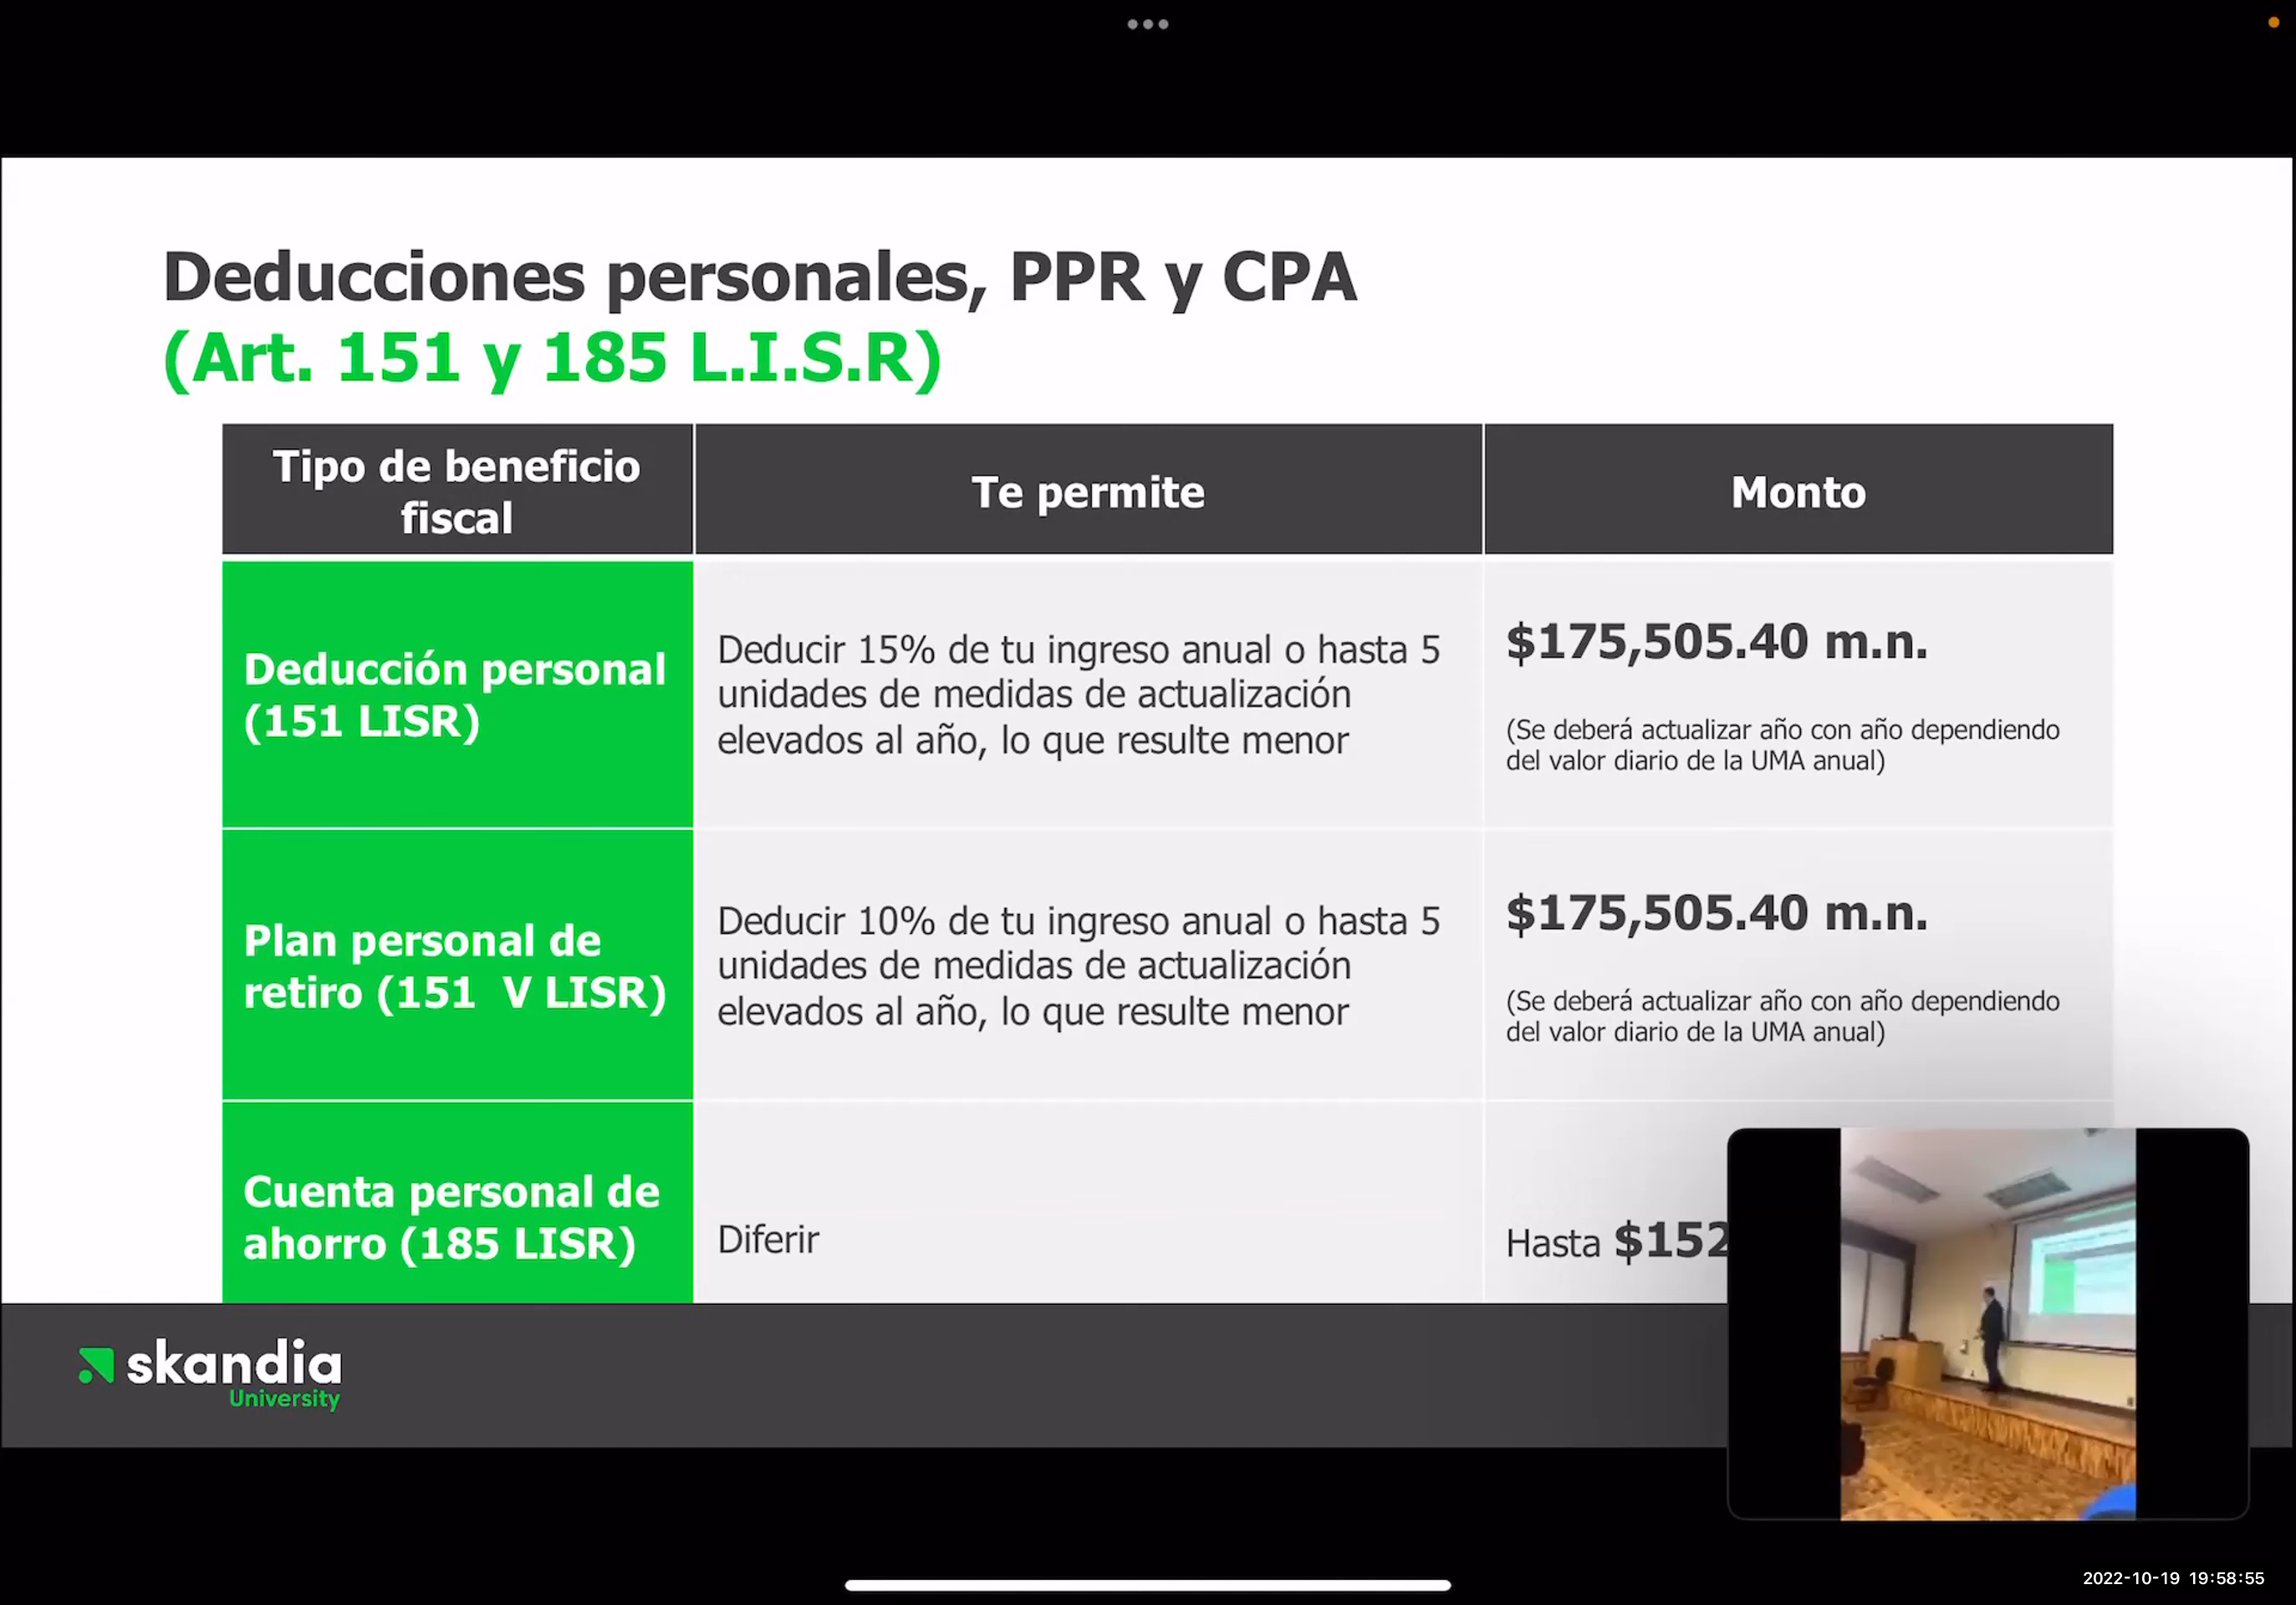 Deducciones personales, PPR y CPA
(Art. 151 y 185 L.I.S.R)
Tipo de beneficio
fiscal
Te permite
Monto
Deducción personal
(151 LISR)
Deducir 15% de tu ingreso anual o hasta 5
unidades de medidas de actualización
elevados al año, lo que resulte menor
$175,505.40 m.n.
(Se deberá actualizar año con año dependiendo
del valor diario de la UMA anual)
Plan personal de
retiro (151 V LISR)
Deducir 10% de tu ingreso anual o hasta 5
unidades de medidas de actualización
elevados al año, lo que resulte menor
$175,505.40 m.n.
(Se deberá actualizar año con año dependiendo
del valor diario de la UMA anual)
Cuenta personal de
ahorro (185 LISR)
Diferir
Hasta $152
skandia
University
2022-10-19 19:58:55